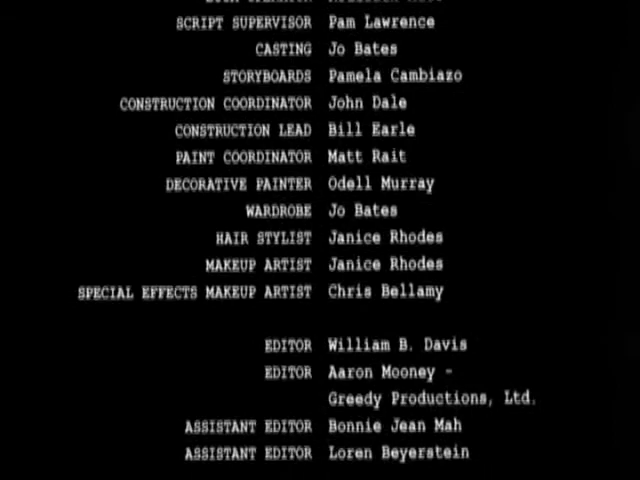 SCRIPT SUPERVISOR Pam Lawrence
CASTING Jo Bates
STORYBOARDS Pamela Cambiazo
CONSTRUCTION COORDINATOR John Dale
CONSTRUCTION LEAD Bill Earle
PAINT COORDINATOR Matt Rait
DECORATIVE PAINTER Odell Murray
WARDROBE Jo Bates
HAIR STYLIST Janice Rhodes
MAKEUP ARTIST Janice Rhodes
SPECIAL EFFECTS MAKEUP ARTIST Chris Bellamy
EDITOR William B. Davis
EDITOR Aaron Mooney -
Greedy Productions, Ltd.
ASSISTANT EDITOR Bonnie Jean Mah
ASSISTANT EDITOR Loren Beyerstein